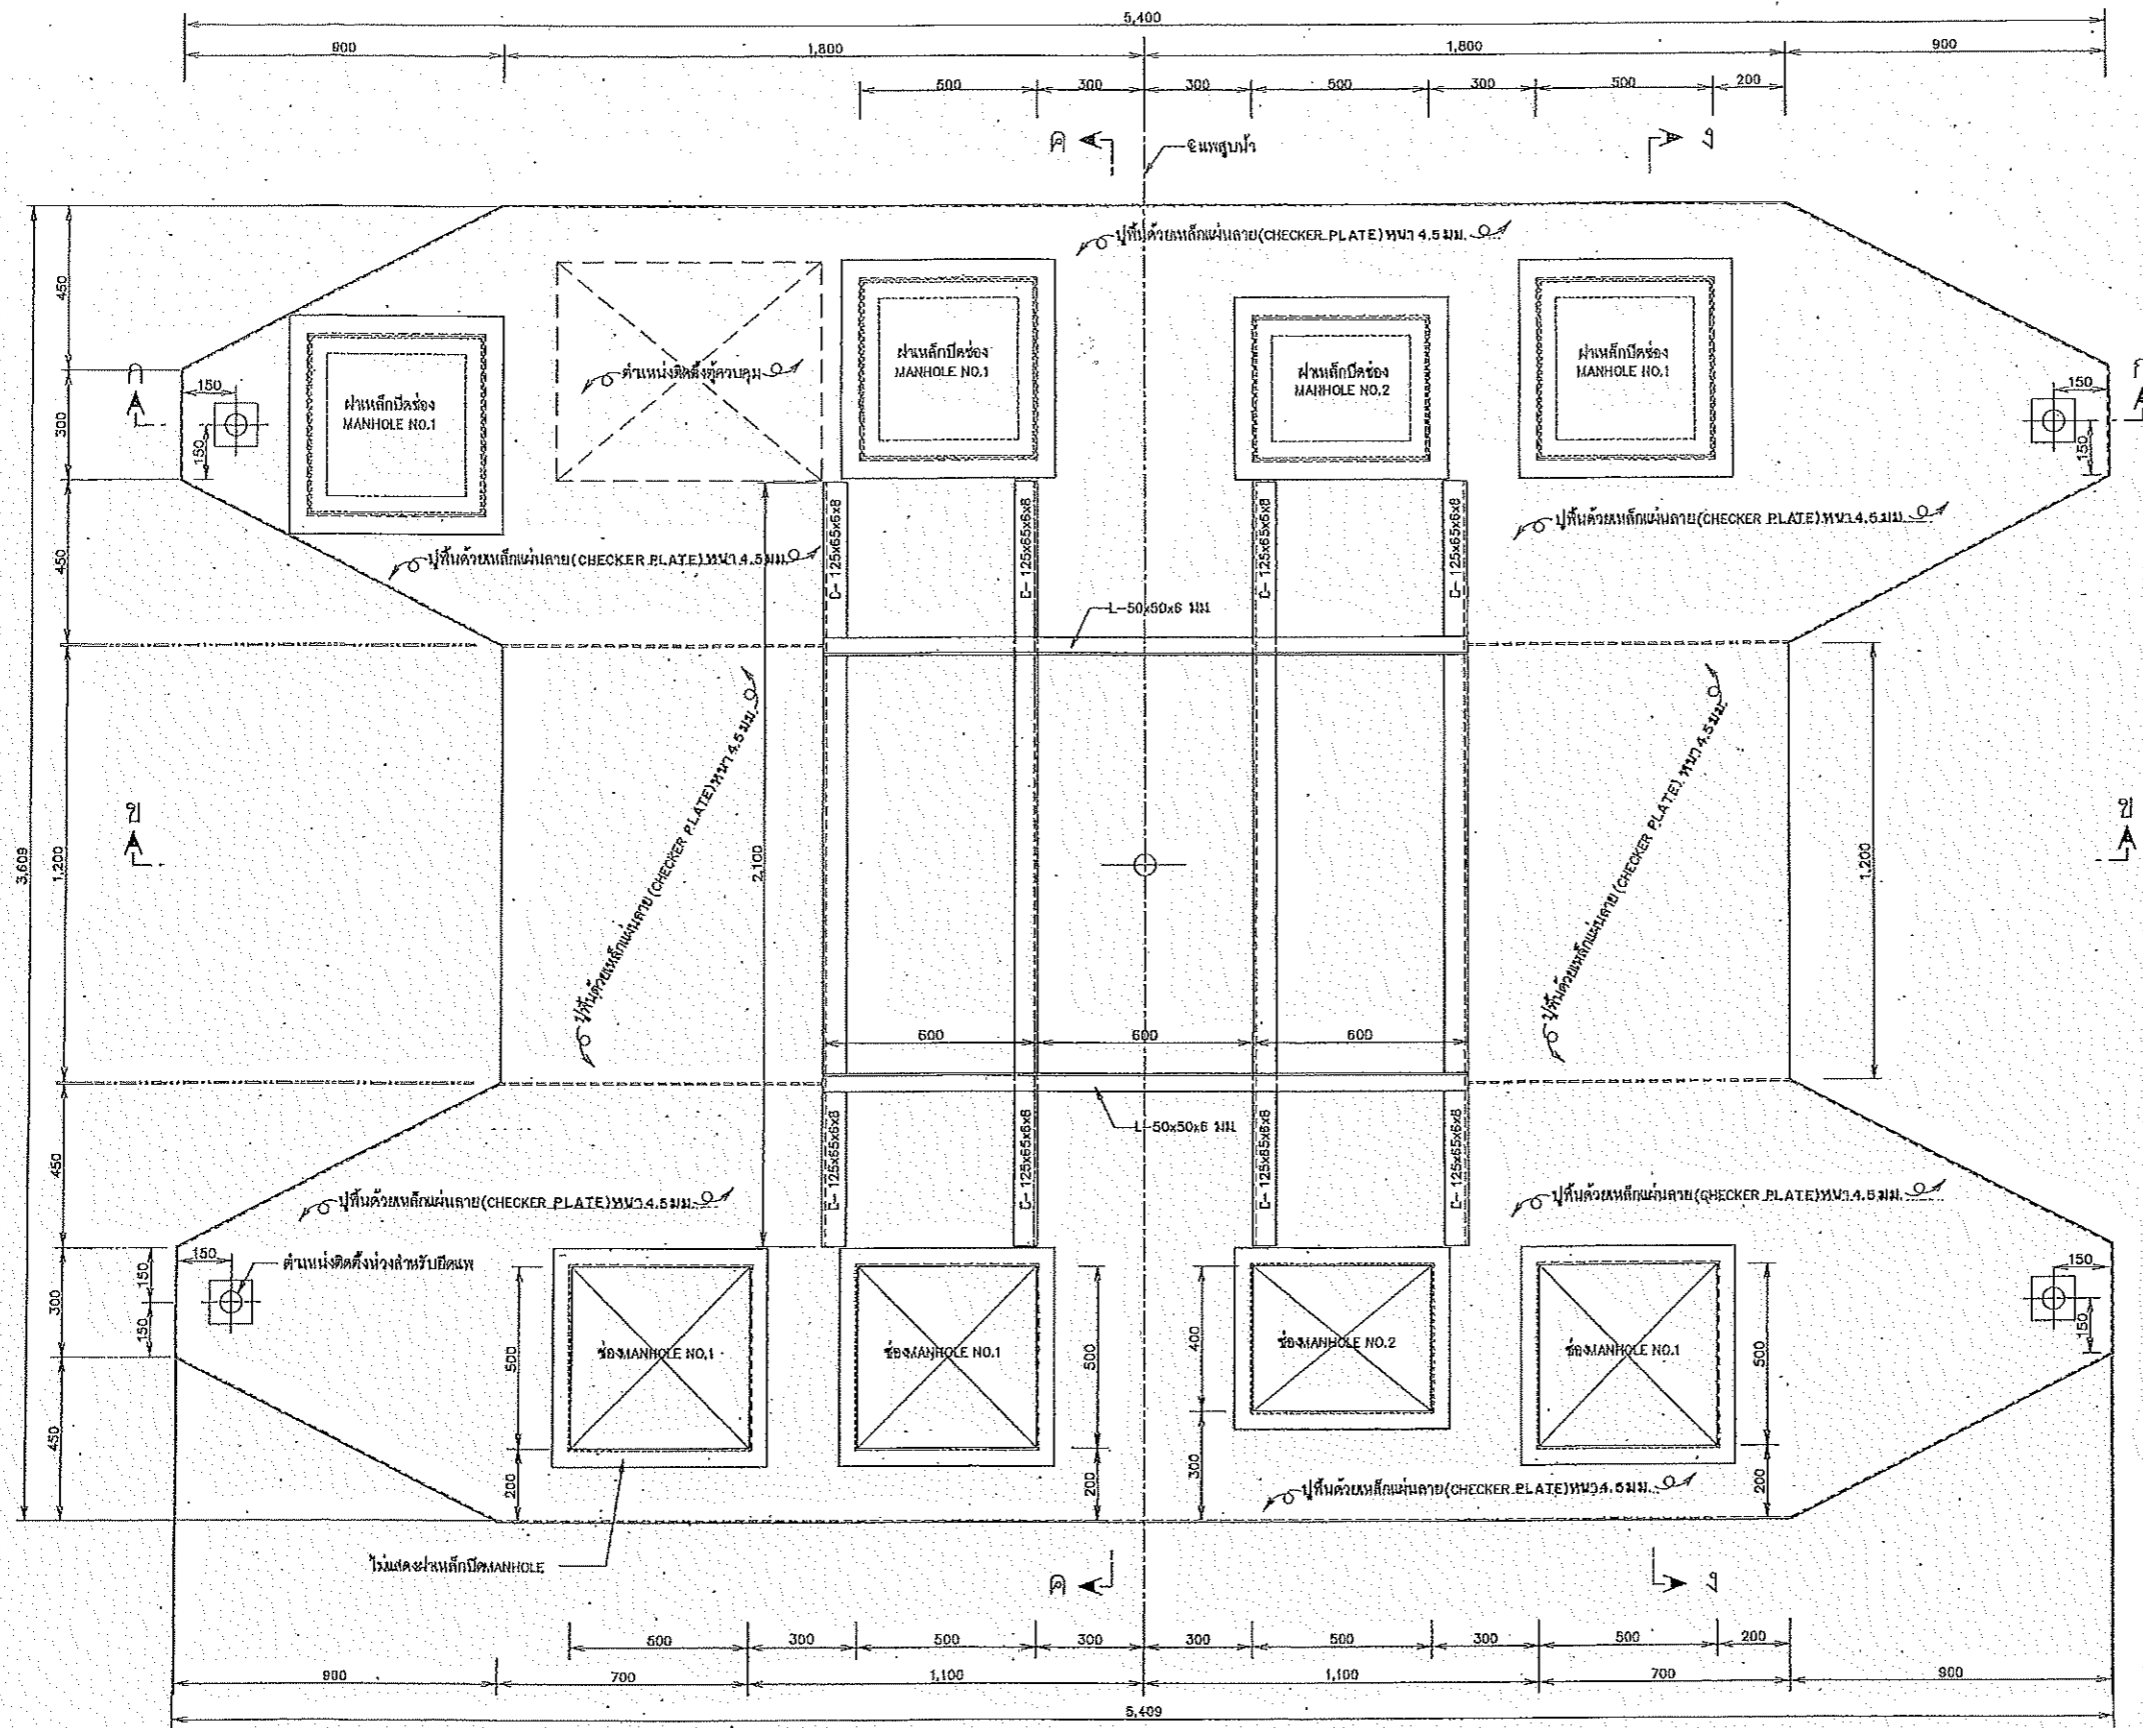 5,400
900 1,800 1,800 900
500 300 300 500 300 500 200
ค ง
℄แพสูบน้ำ
ปูพื้นด้วยเหล็กแผ่นลาย(CHECKER PLATE)หนา 4.5 มม.
450
ฝาเหล็กปิดช่อง
MANHOLE NO.1
ฝาเหล็กปิดช่อง
MANHOLE NO.2
ฝาเหล็กปิดช่อง
MANHOLE NO.1
ตำแหน่งติดตั้งตู้ควบคุม
ฝาเหล็กปิดช่อง
MANHOLE NO.1
ก
150
150
300
ก
150
150
ปูพื้นด้วยเหล็กแผ่นลาย(CHECKER PLATE)หนา 4.5 มม.
ปูพื้นด้วยเหล็กแผ่นลาย(CHECKER PLATE)หนา 4.5 มม.
450
[- 125x65x6x8
[- 125x65x6x8
[- 125x65x6x8
[- 125x65x6x8
L-50x50x6 มม
ปูพื้นด้วยเหล็กแผ่นลาย(CHECKER PLATE)หนา 4.5 มม.
ปูพื้นด้วยเหล็กแผ่นลาย(CHECKER PLATE) หนา 4.5 มม.
ข ข
3,609
1,200
2,100
1,200
600 600 600
L-50x50x6 มม
[- 125x65x6x8
[- 125x65x6x8
[- 125x65x6x8
[- 125x65x6x8
450
ปูพื้นด้วยเหล็กแผ่นลาย(CHECKER PLATE)หนา 4.5 มม.
ปูพื้นด้วยเหล็กแผ่นลาย(CHECKER PLATE)หนา 4.5 มม.
150
ตำแหน่งติดตั้งห่วงสำหรับยึดแพ
150
300
150
150
150
ช่องMANHOLE NO.1
ช่องMANHOLE NO.1
ช่องMANHOLE NO.2
ช่องMANHOLE NO.1
500
500
400
500
450
200
200
300
200
ปูพื้นด้วยเหล็กแผ่นลาย(CHECKER PLATE)หนา 4.5 มม.
ไม่แสดงฝาเหล็กปิดMANHOLE
ค ง
500 300 500 300 300 500 300 500 200
900 700 1,100 1,100 700 900
5,409